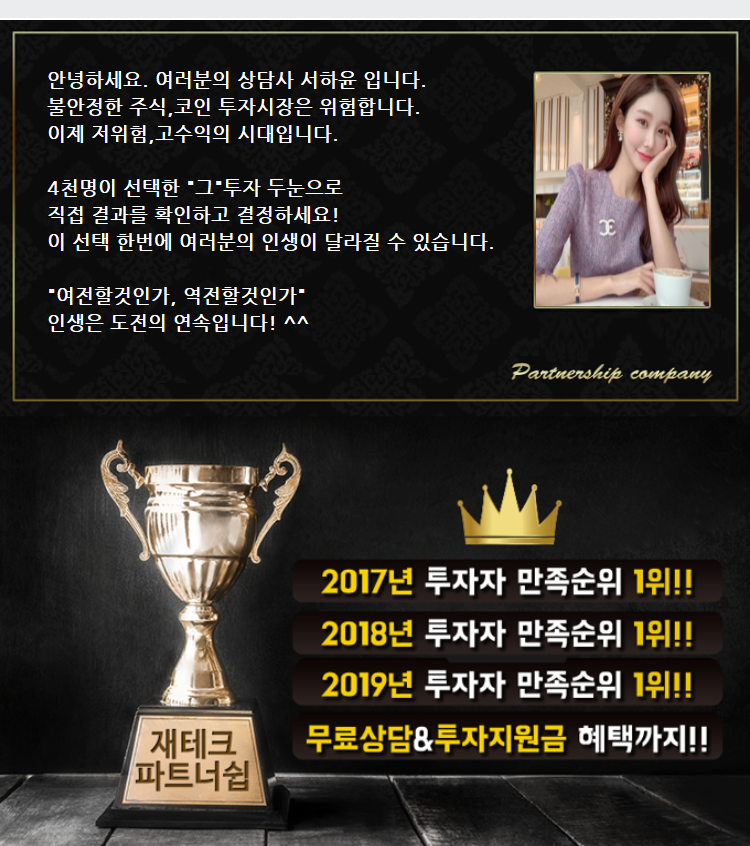 안녕하세요. 여러분의 상담사 서하윤 입니다.
불안정한 주식,코인 투자시장은 위험합니다.
이제 저위험,고수익의 시대입니다.
4천명이 선택한 "그"투자 두눈으로
직접 결과를 확인하고 결정하세요!
이 선택 한번에 여러분의 인생이 달라질 수 있습니다.
"여전할것인가, 역전할것인가"
인생은 도전의 연속입니다! ^^
Partnership company
2017년 투자자 만족순위 1위!!
2018년 투자자 만족순위 1위!!
2019년 투자자 만족순위 1위!!
무료상담&투자지원금 혜택까지!!
재테크
파트너쉽